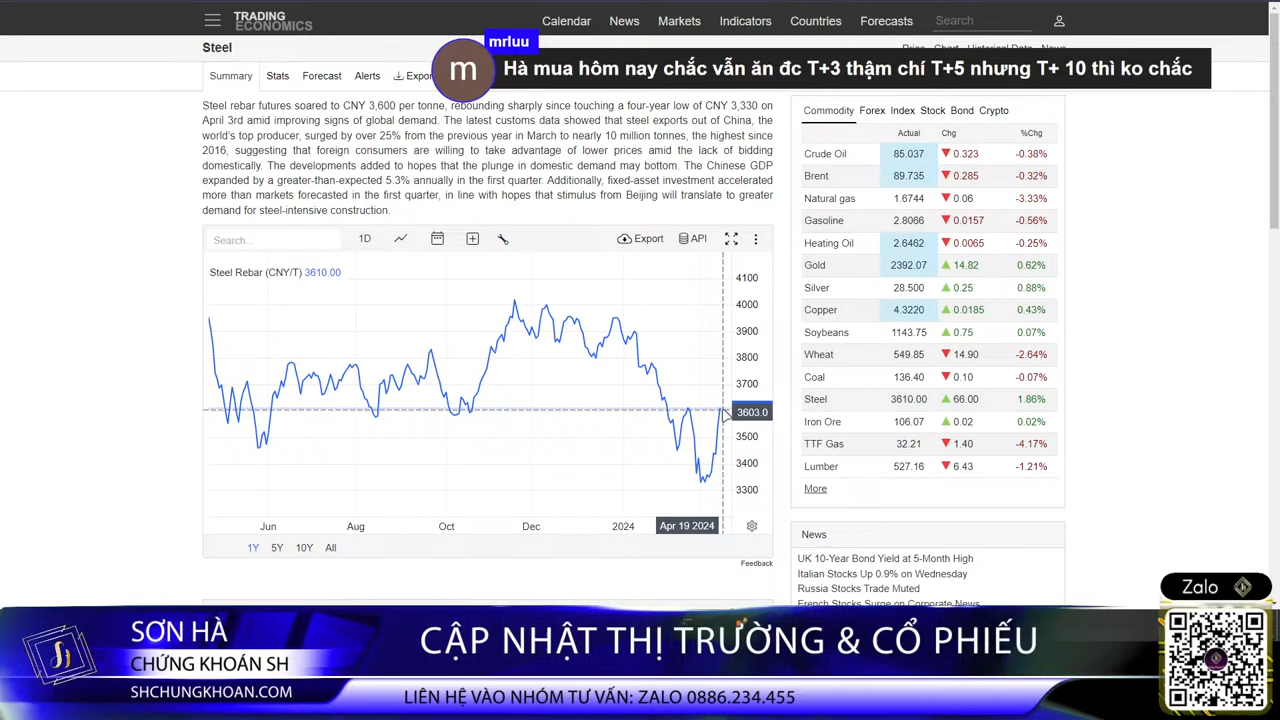 TRADING
ECONOMICS
Calendar News Markets Indicators Countries Forecasts Search
Steel
mrluu
m
Hà mua hôm nay chắc vẫn ăn đc T+3 thậm chí T+5 nhưng T+ 10 thì ko chắc
Summary Stats Forecast Alerts Export
Steel rebar futures soared to CNY 3,600 per tonne, rebounding sharply since touching a four-year low of CNY 3,330 on
April 3rd amid improving signs of global demand. The latest customs data showed that steel exports out of China, the
world's top producer, surged by over 25% from the previous year in March to nearly 10 million tonnes, the highest since
2016, suggesting that foreign consumers are willing to take advantage of lower prices amid the lack of bidding
domestically. The developments added to hopes that the plunge in domestic demand may bottom. The Chinese GDP
expanded by a greater-than-expected 5.3% annually in the first quarter. Additionally, fixed-asset investment accelerated
more than markets forecasted in the first quarter, in line with hopes that stimulus from Beijing will translate to greater
demand for steel-intensive construction.
Search... 1D Export API
Steel Rebar (CNY/T) 3610.00
4100
4000
3900
3800
3700
3603.0
3500
3400
3300
Jun Aug Oct Dec 2024 Apr 19 2024
1Y 5Y 10Y All
Feedback
Commodity Forex Index Stock Bond Crypto
Actual Chg %Chg
Crude Oil 85.037 0.323 -0.38%
Brent 89.735 0.285 -0.32%
Natural gas 1.6744 0.06 -3.33%
Gasoline 2.8066 0.0157 -0.56%
Heating Oil 2.6462 0.0065 -0.25%
Gold 2392.07 14.82 0.62%
Silver 28.500 0.25 0.88%
Copper 4.3220 0.0185 0.43%
Soybeans 1143.75 0.75 0.07%
Wheat 549.85 14.90 -2.64%
Coal 136.40 0.10 -0.07%
Steel 3610.00 66.00 1.86%
Iron Ore 106.07 0.02 0.02%
TTF Gas 32.21 1.40 -4.17%
Lumber 527.16 6.43 -1.21%
More
News
UK 10-Year Bond Yield at 5-Month High
Italian Stocks Up 0.9% on Wednesday
Russia Stocks Trade Muted
French Stocks Surge on Corporate News
Zalo
SƠN HÀ
CHỨNG KHOÁN SH
SHCHUNGKHOAN.COM
CẬP NHẬT THỊ TRƯỜNG & CỔ PHIẾU
LIÊN HỆ VÀO NHÓM TƯ VẤN: ZALO 0886.234.455